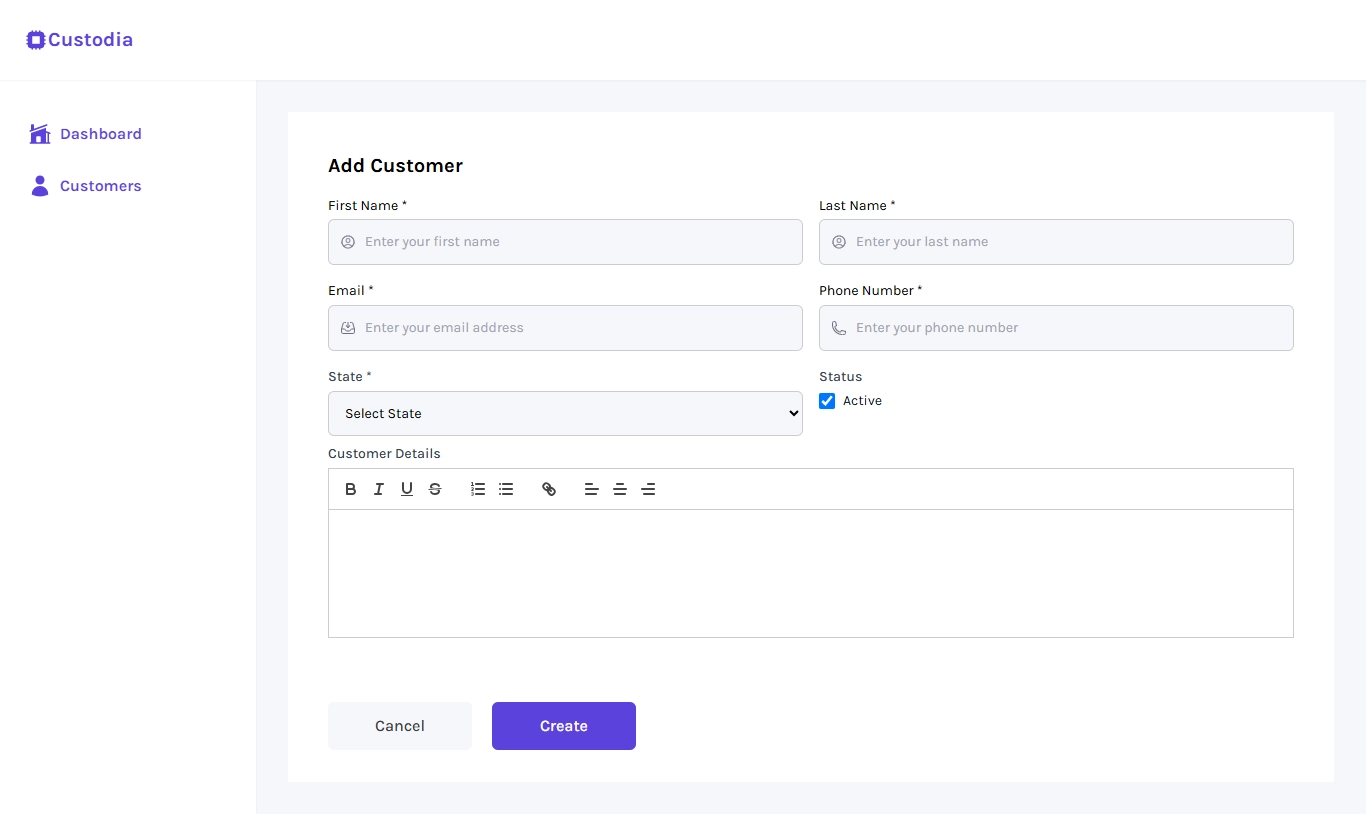 Custodia
Dashboard
Customers
Add Customer
First Name *
Last Name *
Enter your first name
Enter your last name
Email *
Phone Number *
Enter your email address
Enter your phone number
State *
Status
Select State
Active
Customer Details
Cancel
Create